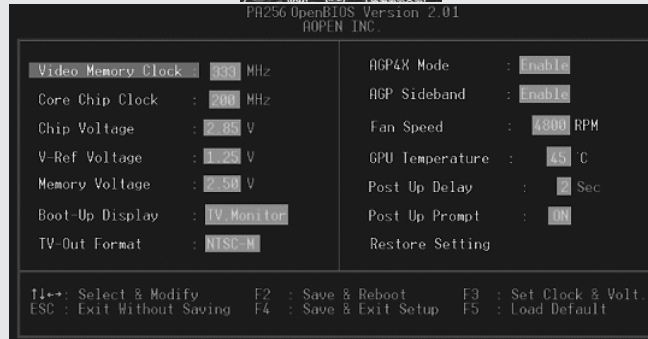 PA256 OpenBIOS Version 2.01
AOPEN INC.
Video Memory Clock : 333 MHz
Core Chip Clock : 200 MHz
Chip Voltage : 2.85 V
V-Ref Voltage : 1.25 V
Memory Voltage : 2.50 V
Boot-Up Display : TV,Monitor
TV-Out Format : NTSC-M
AGP4X Mode : Enable
AGP Sideband : Enable
Fan Speed : 4800 RPM
GPU Temperature : 45 'C
Post Up Delay : 2 Sec
Post Up Prompt : ON
Restore Setting
↑↓←→: Select & Modify F2 : Save & Reboot F3 : Set Clock & Volt.
ESC : Exit Without Saving F4 : Save & Exit Setup F5 : Load Default